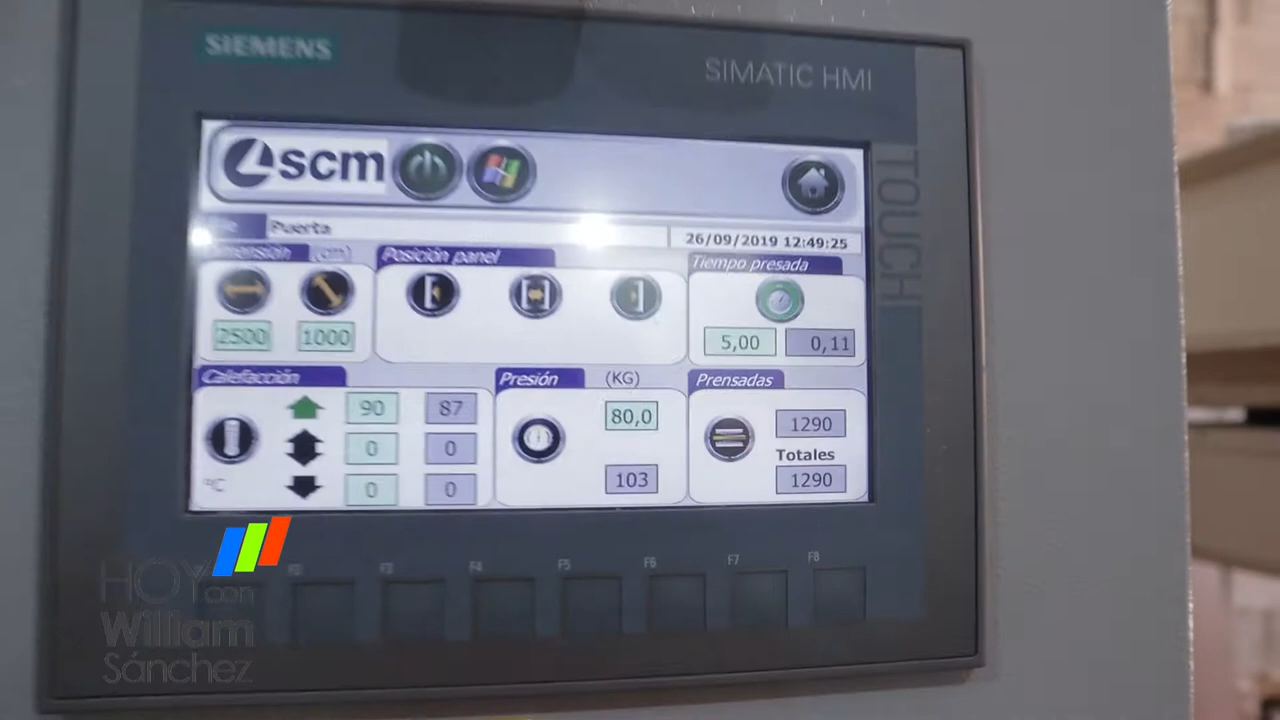 SIEMENS
SIMATIC HMI
TOUCH
scm
Puerta
26/09/2019 12:49:25
(cm)
Posición panel
Tiempo presada
2500 1000
5,00 0,11
Calefacción
Presión (KG)
Prensadas
90 87
0 0
0 0
°C
80,0
103
1290
Totales
1290
F3 F4 F5 F6 F7 F8
HOY con
William
Sánchez